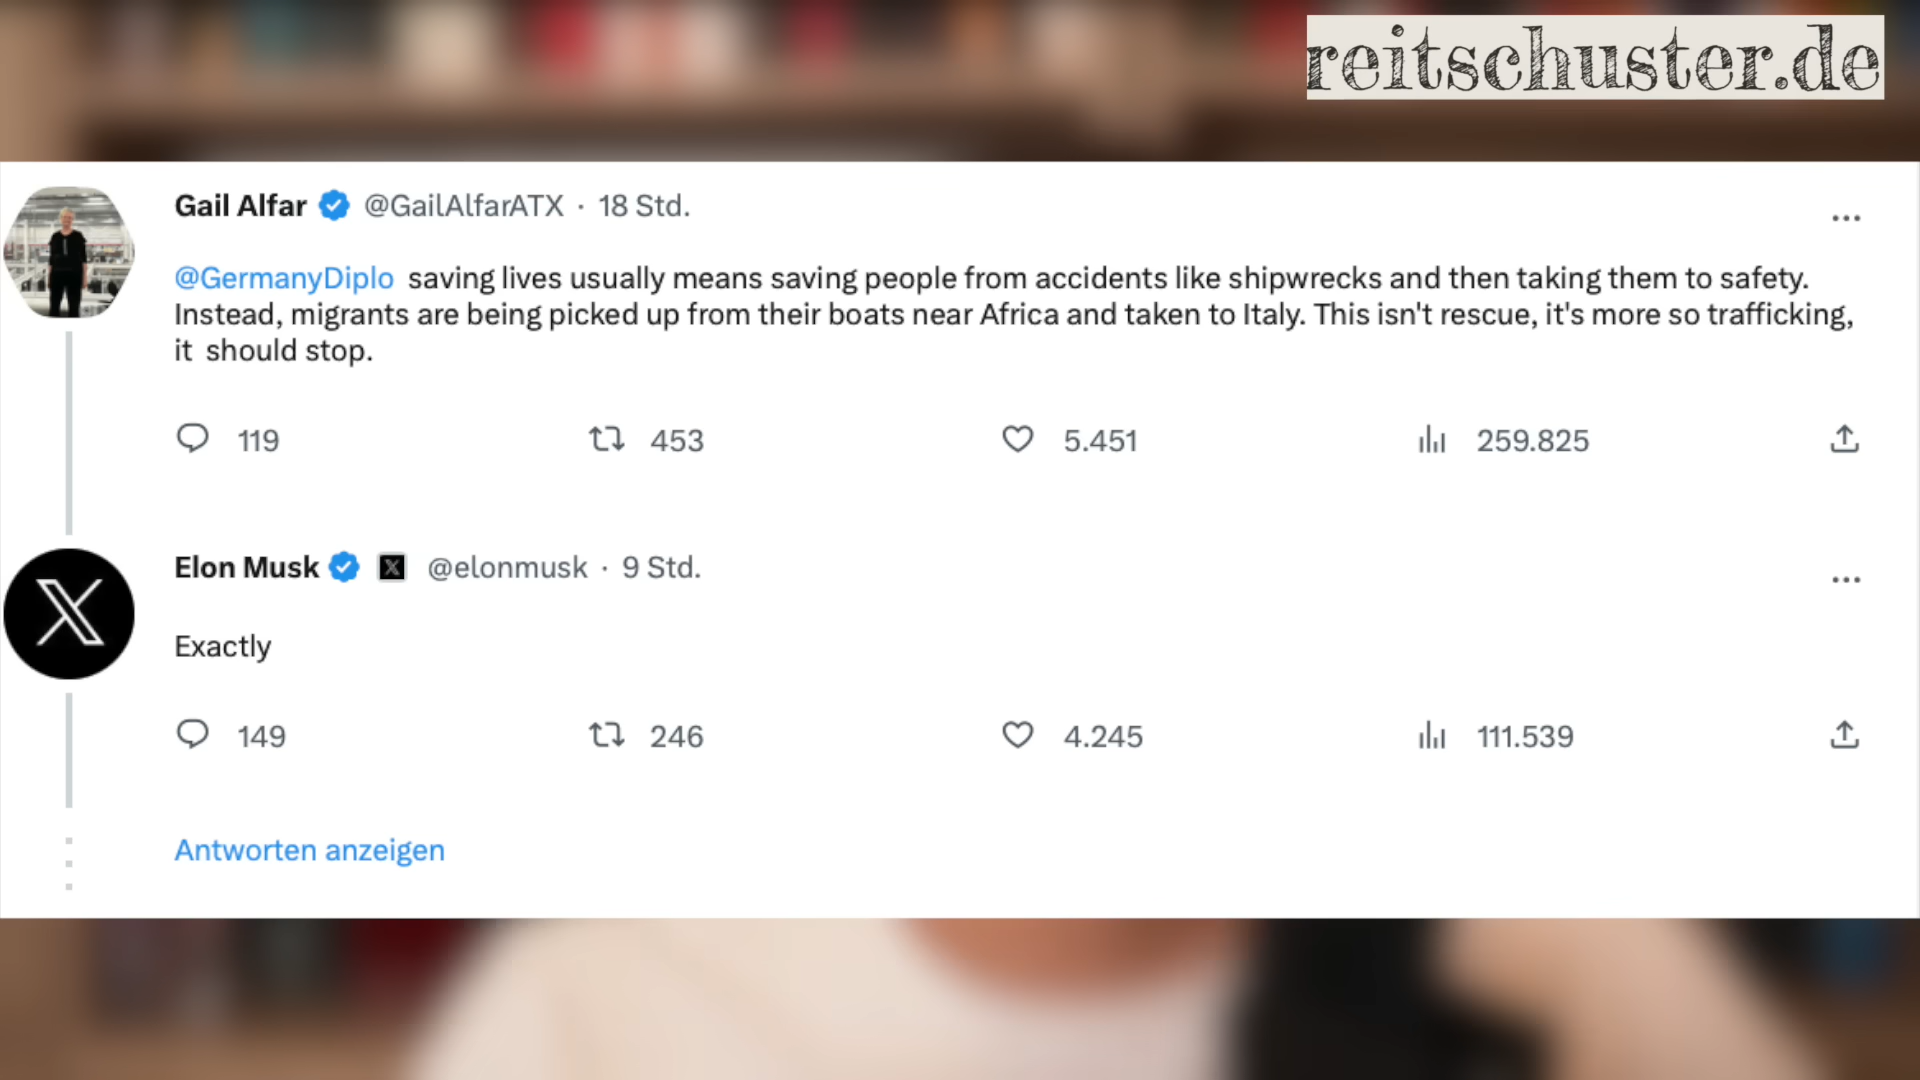 reitschuster.de
Gail Alfar @GailAlfarATX · 18 Std.
@GermanyDiplo saving lives usually means saving people from accidents like shipwrecks and then taking them to safety.
Instead, migrants are being picked up from their boats near Africa and taken to Italy. This isn't rescue, it's more so trafficking,
it should stop.
119 453 5.451 259.825
Elon Musk X @elonmusk · 9 Std.
Exactly
149 246 4.245 111.539
Antworten anzeigen